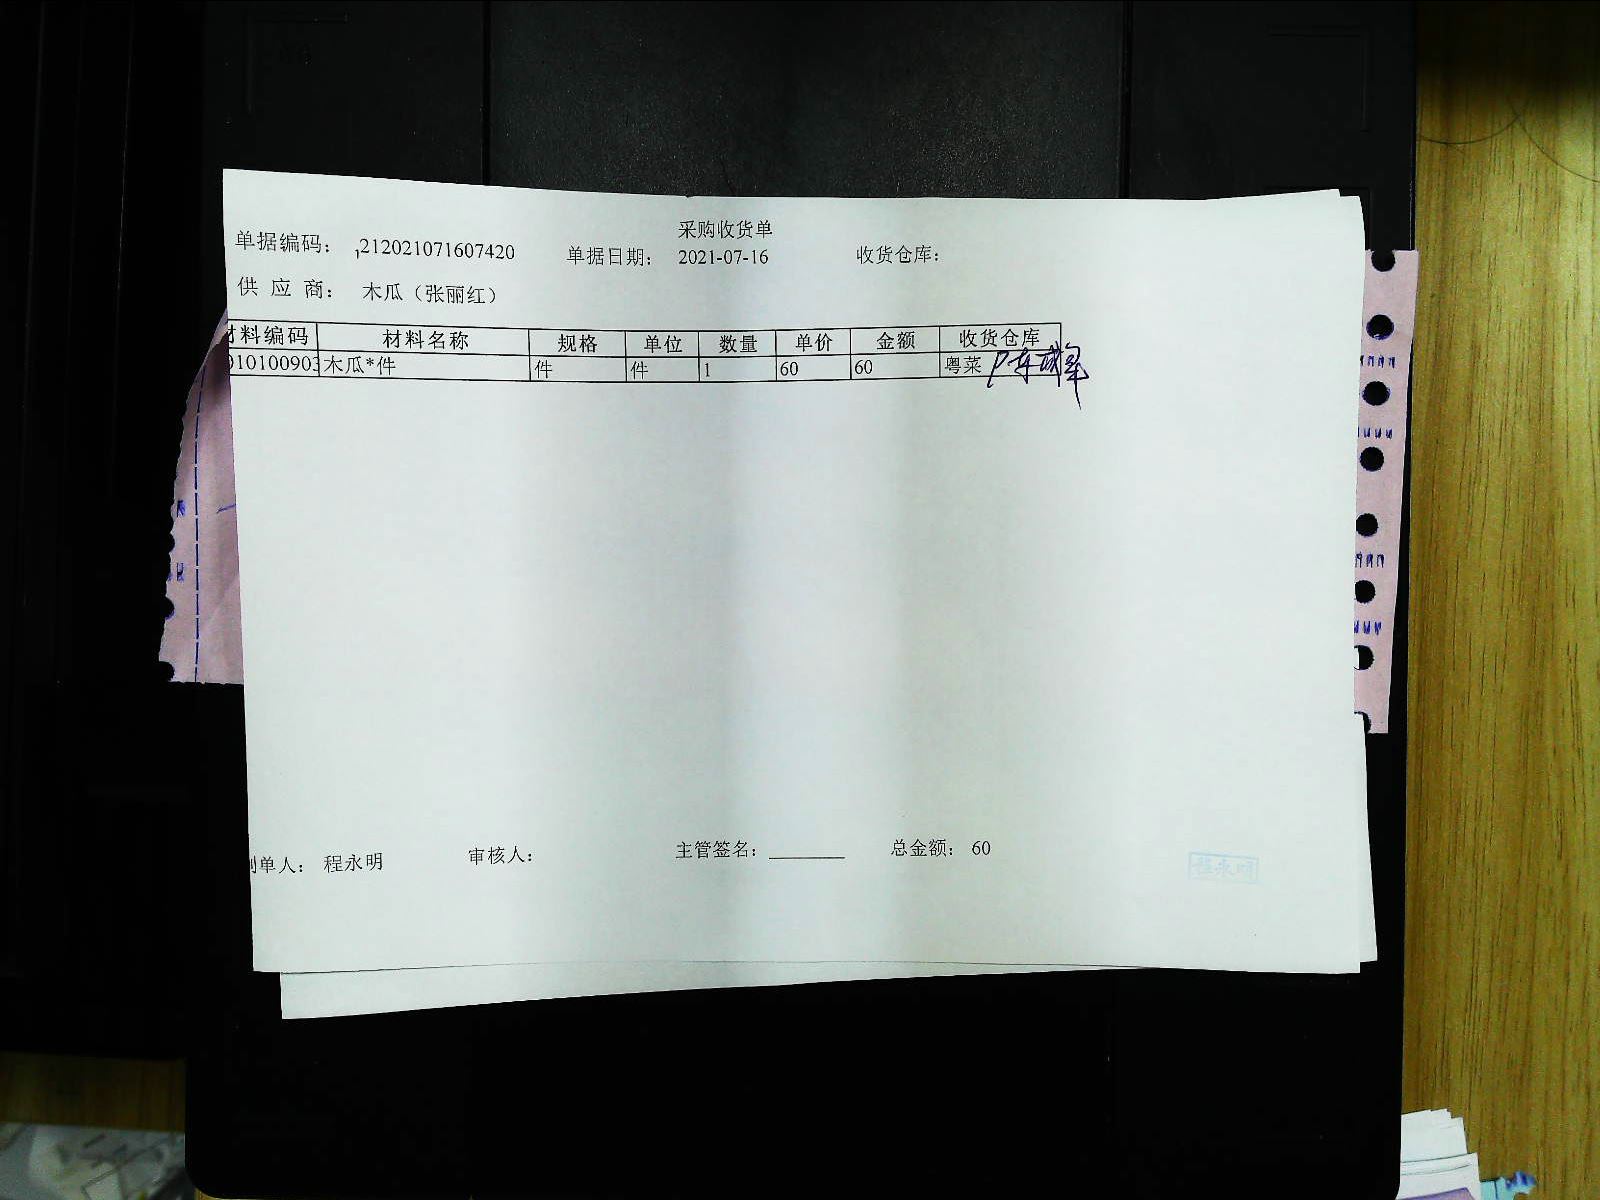 采购收货单
单据编码： ,212021071607420 单据日期： 2021-07-16 收货仓库：
供 应 商： 木瓜（张丽红）
材料编码 材料名称 规格 单位 数量 单价 金额 收货仓库
010100903 木瓜*件 件 件 1 60 60 粤菜
制单人： 程永明 审核人： 主管签名： ________ 总金额： 60
程永明